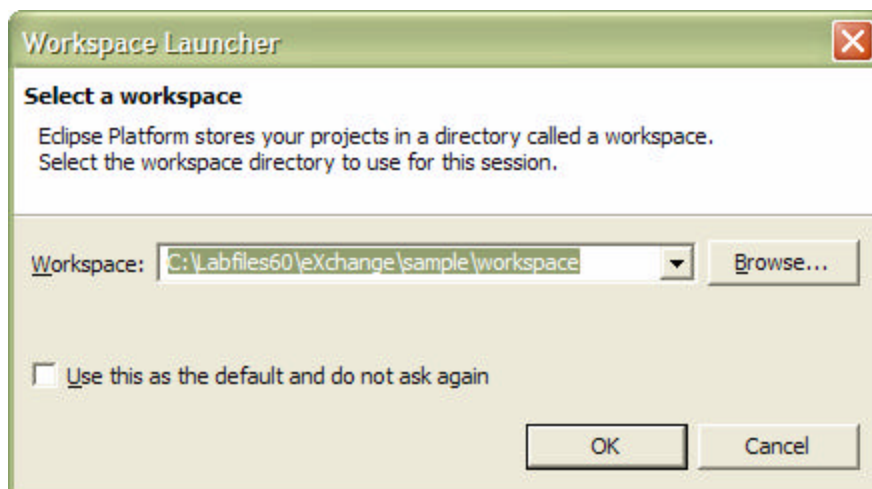 Workspace Launcher
Select a workspace
Eclipse Platform stores your projects in a directory called a workspace.
Select the workspace directory to use for this session.
Workspace: C:\Labfiles60\eXchange\sample\workspace Browse...
Use this as the default and do not ask again
OK Cancel